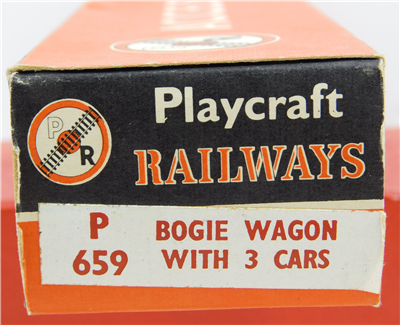 Playcraft
P R
RAILWAYS
P
659
BOGIE WAGON
WITH 3 CARS